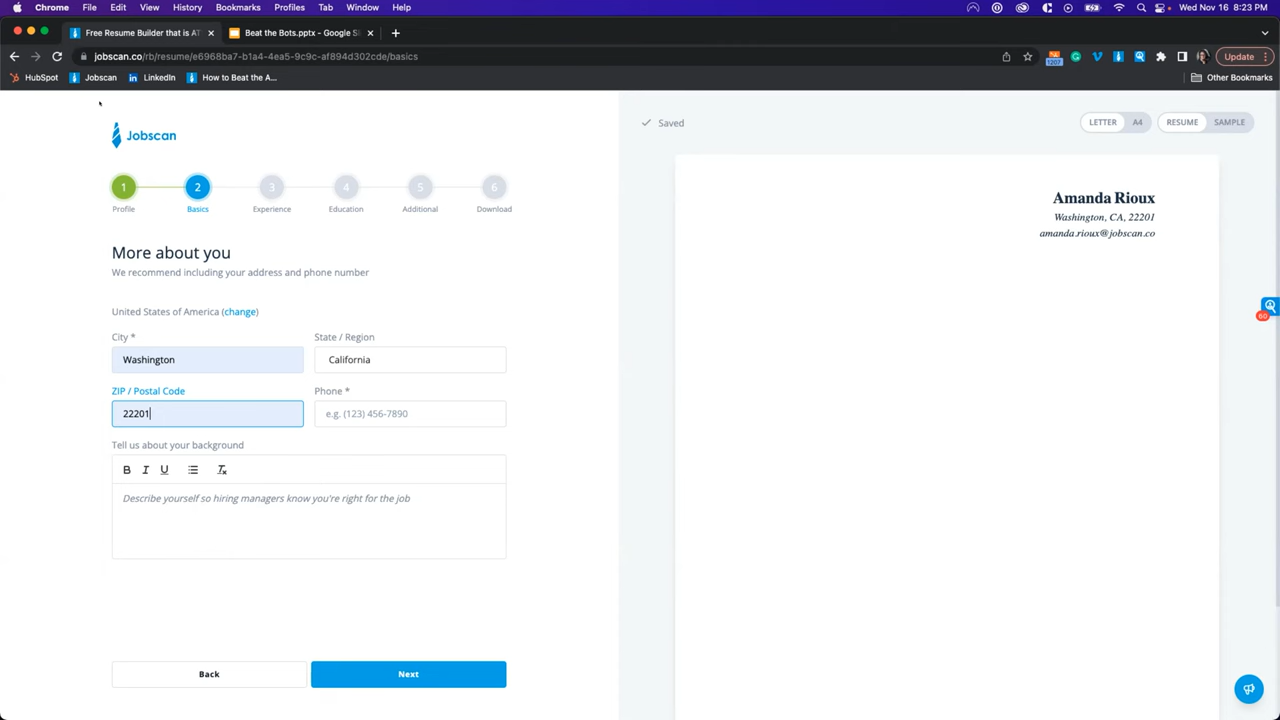 Chrome File Edit View History Bookmarks Profiles Tab Window Help Wed Nov 16 8:23 PM
Free Resume Builder that is AT
Beat the Bots.pptx - Google Sl
jobscan.co/rb/resume/e6968ba7-b1a4-4ea5-9c9c-af894d302cde/basics
1207
Update
HubSpot Jobscan LinkedIn How to Beat the A... Other Bookmarks
Jobscan
Saved
LETTER A4 RESUME SAMPLE
1 2 3 4 5 6
Profile Basics Experience Education Additional Download
More about you
We recommend including your address and phone number
United States of America (change)
City * State / Region
Washington California
ZIP / Postal Code Phone *
22201 e.g. (123) 456-7890
Tell us about your background
B I U Tx
Describe yourself so hiring managers know you're right for the job
Back Next
Amanda Rioux
Washington, CA, 22201
amanda.rioux@jobscan.co
60